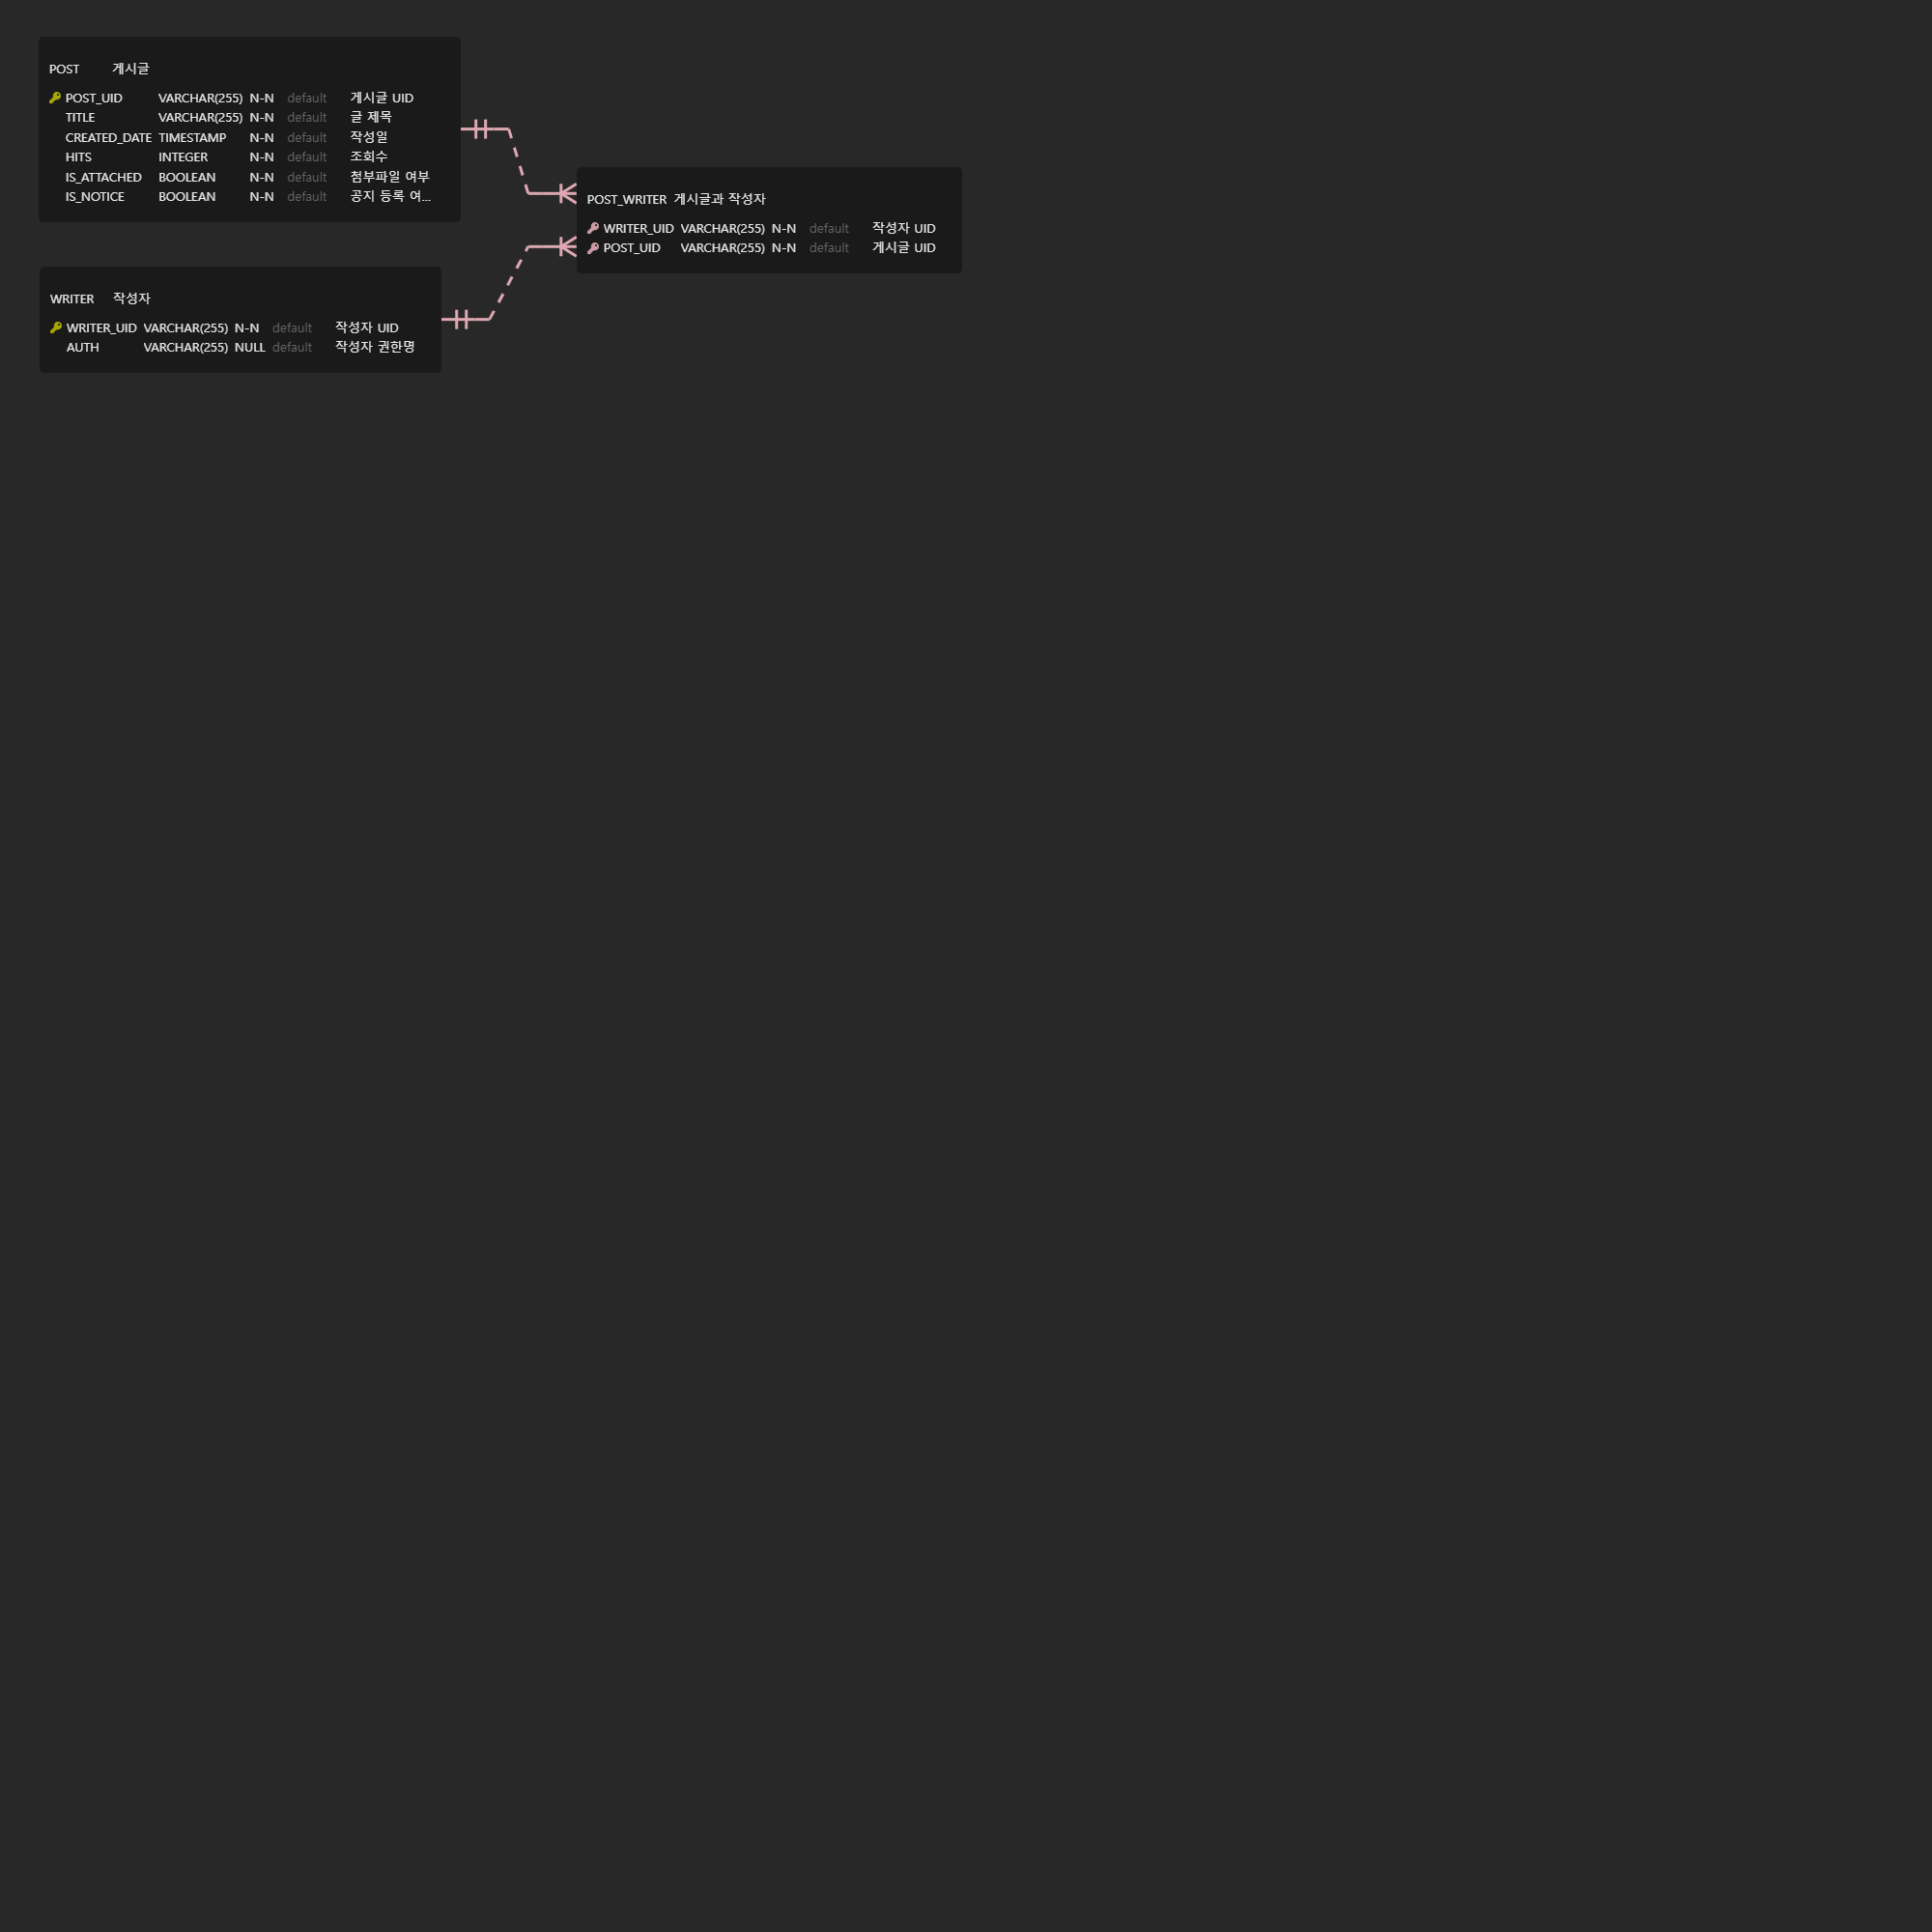 POST 게시글
POST_UID VARCHAR(255) N-N default 게시글 UID
TITLE VARCHAR(255) N-N default 글 제목
CREATED_DATE TIMESTAMP N-N default 작성일
HITS INTEGER N-N default 조회수
IS_ATTACHED BOOLEAN N-N default 첨부파일 여부
IS_NOTICE BOOLEAN N-N default 공지 등록 여...
POST_WRITER 게시글과 작성자
WRITER_UID VARCHAR(255) N-N default 작성자 UID
POST_UID VARCHAR(255) N-N default 게시글 UID
WRITER 작성자
WRITER_UID VARCHAR(255) N-N default 작성자 UID
AUTH VARCHAR(255) NULL default 작성자 권한명